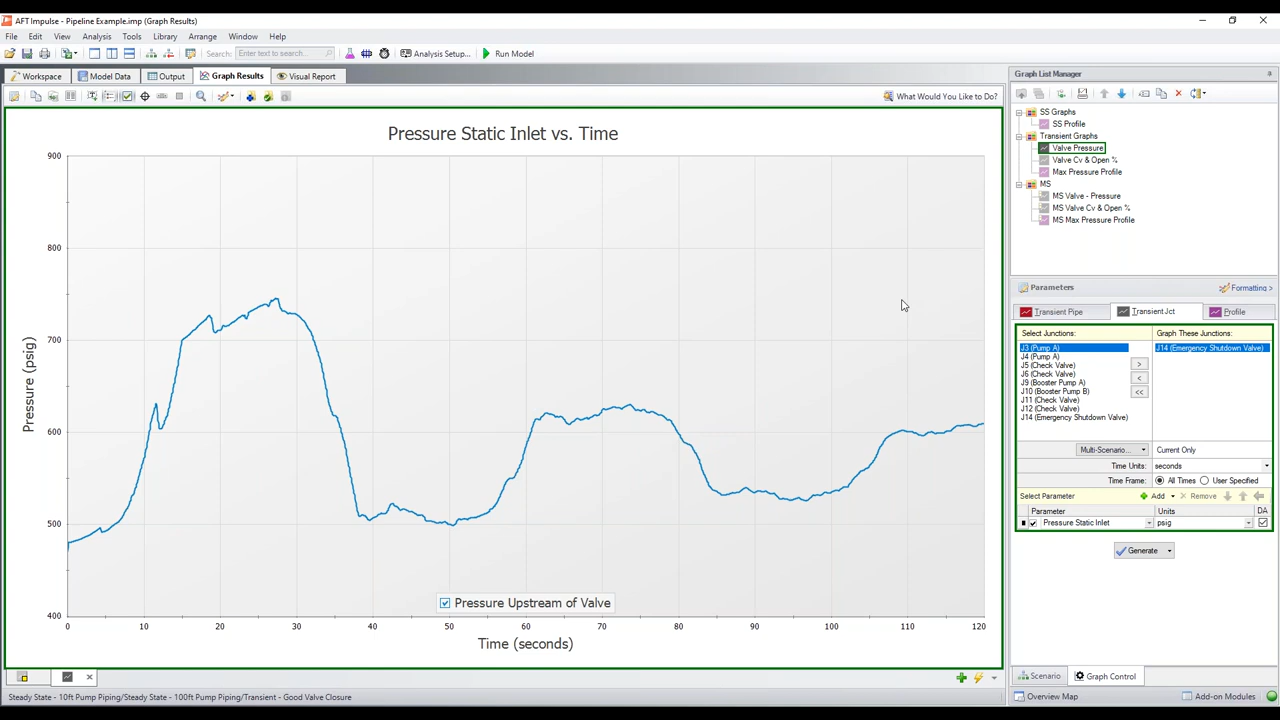 AFT Impulse - Pipeline Example.imp (Graph Results)
File Edit View Analysis Tools Library Arrange Window Help
Search: Enter text to search... Analysis Setup... Run Model
Workspace Model Data Output Graph Results Visual Report
What Would You Like to Do?
Pressure Static Inlet vs. Time
900
800
700
600
500
400
Pressure (psig)
Pressure Upstream of Valve
0 10 20 30 40 50 60 70 80 90 100 110 120
Time (seconds)
Graph List Manager
SS Graphs
SS Profile
Transient Graphs
Valve Pressure
Valve Cv & Open %
Max Pressure Profile
MS
MS Valve - Pressure
MS Valve Cv & Open %
MS Max Pressure Profile
Parameters Formatting >
Transient Pipe Transient Jct Profile
Select Junctions: Graph These Junctions:
J3 (Pump A) J14 (Emergency Shutdown Valve)
J4 (Pump A)
J5 (Check Valve) >
J6 (Check Valve) <
J9 (Booster Pump A)
J10 (Booster Pump B) <<
J11 (Check Valve)
J12 (Check Valve)
J14 (Emergency Shutdown Valve)
Multi-Scenario... Current Only
Time Units: seconds
Time Frame: All Times User Specified
Select Parameter Add Remove
Parameter Units DA
Pressure Static Inlet psig
Generate
Scenario Graph Control
Steady State - 10ft Pump Piping/Steady State - 100ft Pump Piping/Transient - Good Valve Closure
Overview Map Add-on Modules